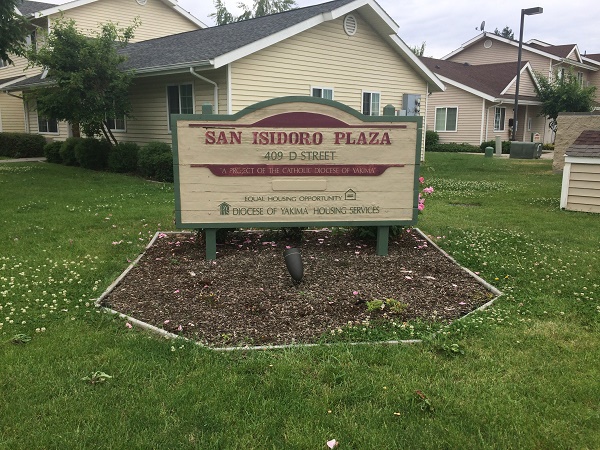 SAN ISIDORO PLAZA
409 D STREET
"A PROJECT OF THE CATHOLIC DIOCESE OF YAKIMA"
EQUAL HOUSING OPPORTUNITY
DIOCESE OF YAKIMA HOUSING SERVICES